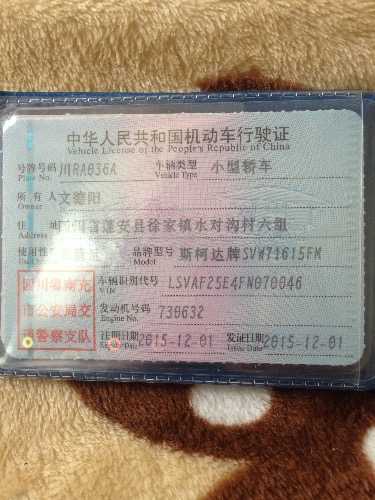 中华人民共和国机动车行驶证
Vehicle License of the People's Republic of China
号牌号码 川RA036A 车辆类型 小型轿车
Plate No. Vehicle Type
所有人 文德阳
Owner
住 址 四川省蓬安县徐家镇水对沟村六组
Address
使用性 品牌型号 斯柯达牌SVW71615FM
Use Model
四川省南充 车辆识别代号 LSVAF25E4FN070046
VIN
市公安局交 发动机号码 730632
Engine No.
通警察支队 注册日期 2015-12-01 发证日期 2015-12-01
Register Date Issue Date